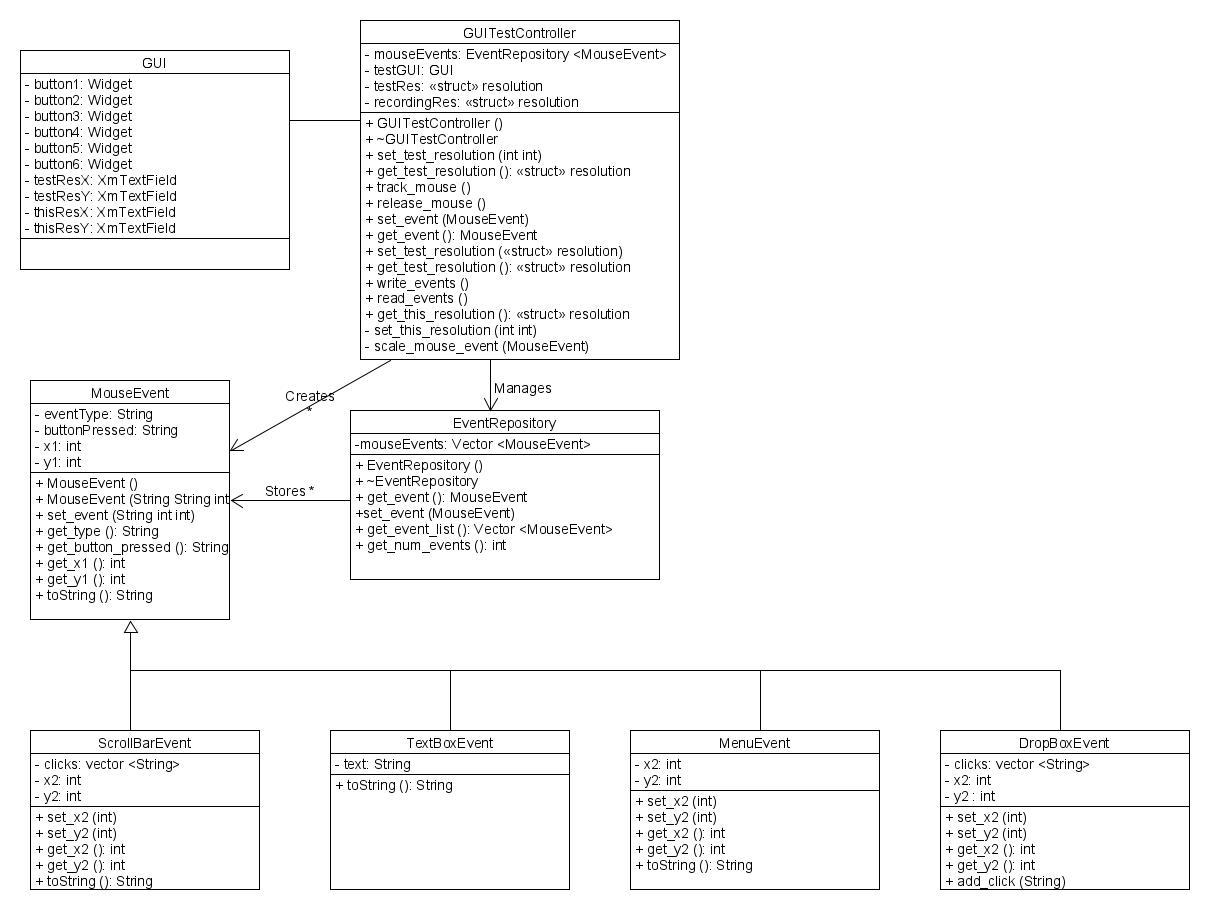 GUITestController
- mouseEvents: EventRepository <MouseEvent>
- testGUI: GUI
- testRes: «struct» resolution
- recordingRes: «struct» resolution
+ GUITestController ()
+ ~GUITestController
+ set_test_resolution (int int)
+ get_test_resolution (): «struct» resolution
+ track_mouse ()
+ release_mouse ()
+ set_event (MouseEvent)
+ get_event (): MouseEvent
+ set_test_resolution («struct» resolution)
+ get_test_resolution (): «struct» resolution
+ write_events ()
+ read_events ()
+ get_this_resolution (): «struct» resolution
- set_this_resolution (int int)
- scale_mouse_event (MouseEvent)
GUI
- button1: Widget
- button2: Widget
- button3: Widget
- button4: Widget
- button5: Widget
- button6: Widget
- testResX: XmTextField
- testResY: XmTextField
- thisResX: XmTextField
- thisResY: XmTextField
Creates
*
Manages
MouseEvent
- eventType: String
- buttonPressed: String
- x1: int
- y1: int
+ MouseEvent ()
+ MouseEvent (String String int
+ set_event (String int int)
+ get_type (): String
+ get_button_pressed (): String
+ get_x1 (): int
+ get_y1 (): int
+ toString (): String
Stores *
EventRepository
-mouseEvents: Vector <MouseEvent>
+ EventRepository ()
+ ~EventRepository
+ get_event (): MouseEvent
+set_event (MouseEvent)
+ get_event_list (): Vector <MouseEvent>
+ get_num_events (): int
ScrollBarEvent
- clicks: vector <String>
- x2: int
- y2: int
+ set_x2 (int)
+ set_y2 (int)
+ get_x2 (): int
+ get_y2 (): int
+ toString (): String
TextBoxEvent
- text: String
+ toString (): String
MenuEvent
- x2: int
- y2: int
+ set_x2 (int)
+ set_y2 (int)
+ get_x2 (): int
+ get_y2 (): int
+ toString (): String
DropBoxEvent
- clicks: vector <String>
- x2: int
- y2 : int
+ set_x2 (int)
+ set_y2 (int)
+ get_x2 (): int
+ get_y2 (): int
+ add_click (String)